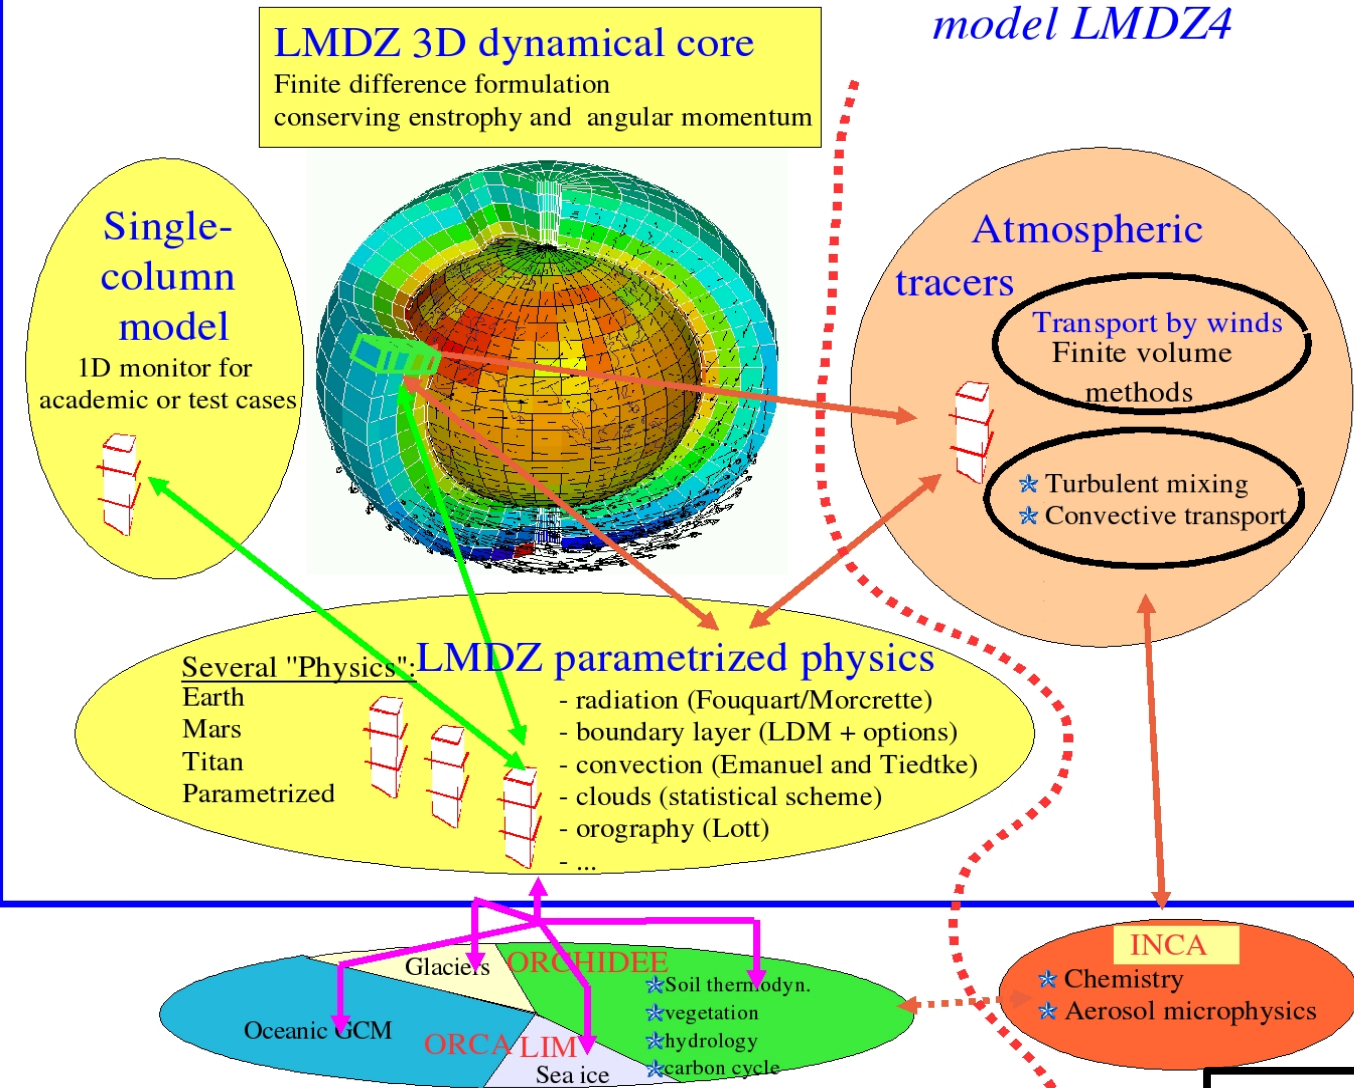 model LMDZ4
LMDZ 3D dynamical core
Finite difference formulation
conserving enstrophy and angular momentum
Single-
column
model
1D monitor for
academic or test cases
Atmospheric
tracers
Transport by winds
Finite volume
methods
Turbulent mixing
Convective transport
LMDZ parametrized physics
Several "Physics":
Earth
Mars
Titan
Parametrized
- radiation (Fouquart/Morcrette)
- boundary layer (LDM + options)
- convection (Emanuel and Tiedtke)
- clouds (statistical scheme)
- orography (Lott)
- ...
Glaciers
ORCHIDEE
Soil thermodyn.
vegetation
hydrology
carbon cycle
Oceanic GCM
ORCA
LIM
Sea ice
INCA
Chemistry
Aerosol microphysics